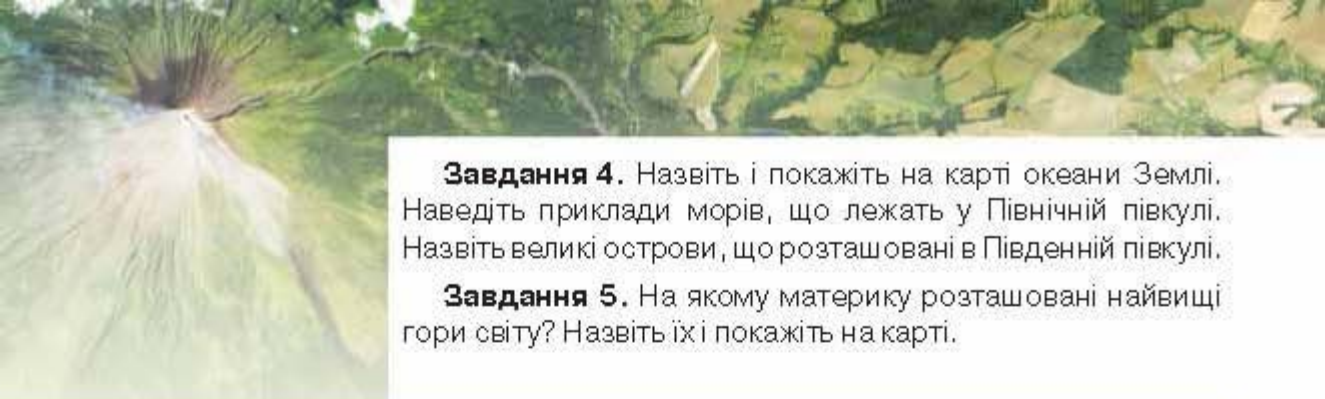 Завдання 4. Назвіть і покажіть на карті океани Землі.
Наведіть приклади морів, що лежать у Північній півкулі.
Назвіть великі острови, що розташовані в Південній півкулі.
Завдання 5. На якому материку розташовані найвищі
гори світу? Назвіть їх і покажіть на карті.